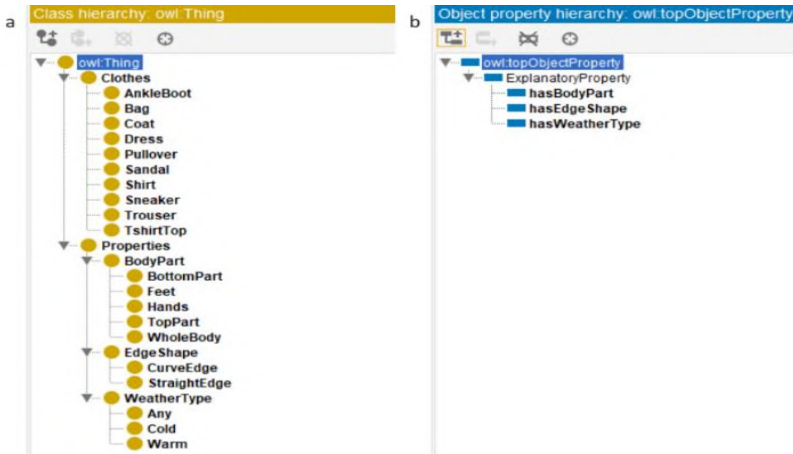 a
Class hierarchy: owl:Thing
owl:Thing
Clothes
AnkleBoot
Bag
Coat
Dress
Pullover
Sandal
Shirt
Sneaker
Trouser
TshirtTop
Properties
BodyPart
BottomPart
Feet
Hands
TopPart
WholeBody
EdgeShape
CurveEdge
StraightEdge
WeatherType
Any
Cold
Warm
b
Object property hierarchy: owl:topObjectProperty
owl:topObjectProperty
ExplanatoryProperty
hasBodyPart
hasEdgeShape
hasWeatherType